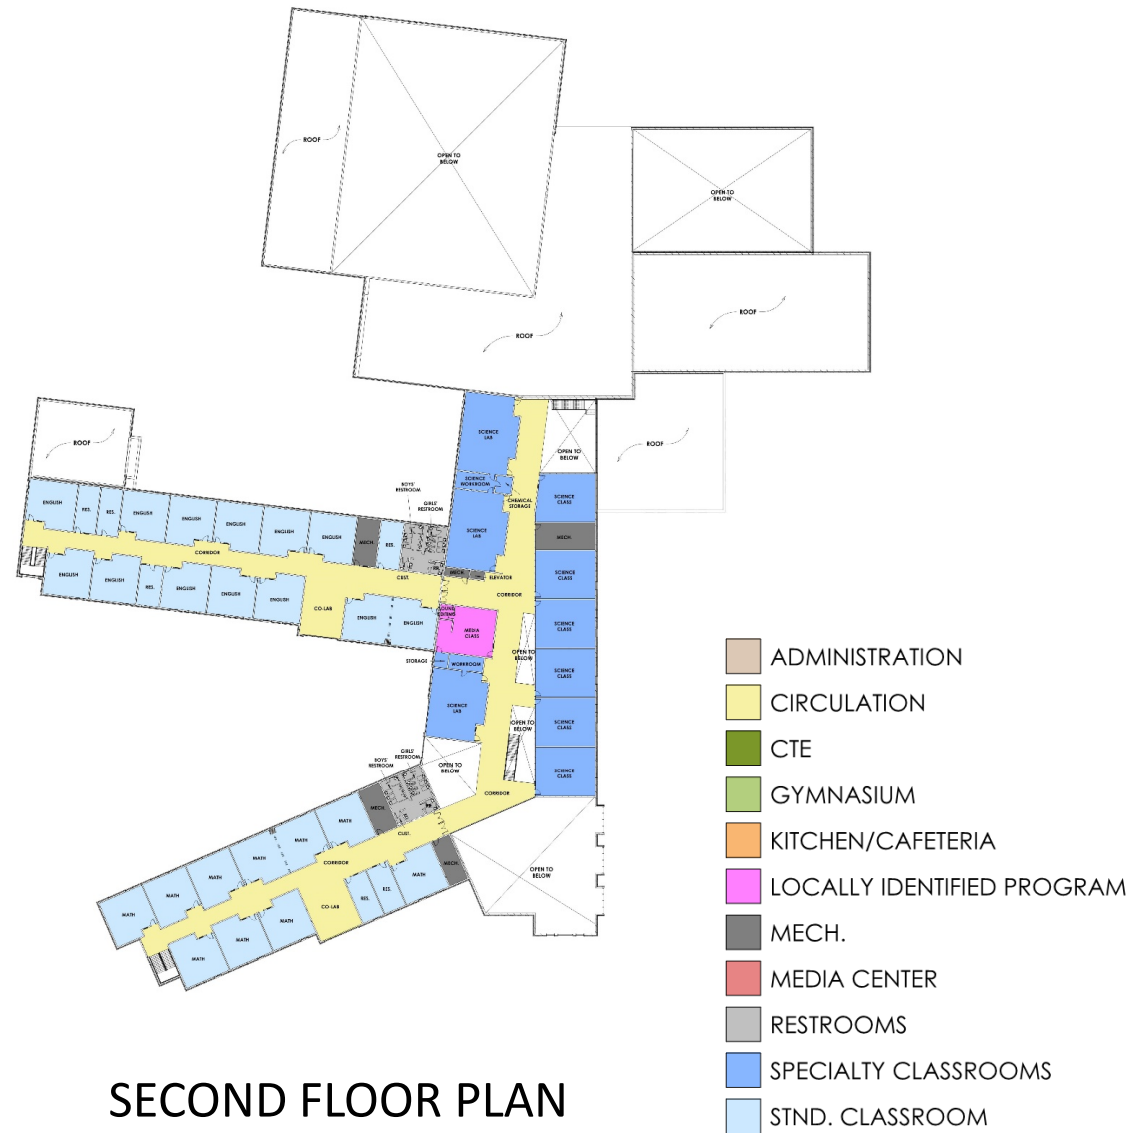 ROOF
OPEN TO
BELOW
OPEN TO
BELOW
ROOF
ROOF
ROOF
ROOF
SCIENCE
LAB
OPEN TO
BELOW
SCIENCE
WORKROOM
CHEMICAL
STORAGE
SCIENCE
CLASS
BOYS'
RESTROOM
GIRLS'
RESTROOM
ENGLISH
RES.
RES.
ENGLISH
ENGLISH
ENGLISH
ENGLISH
ENGLISH
MECH.
RES.
SCIENCE
LAB
MECH.
CORRIDOR
MECH.
ELEVATOR
CUST.
SCIENCE
CLASS
ENGLISH
ENGLISH
RES.
ENGLISH
ENGLISH
ENGLISH
CO-LAB
ENGLISH
ENGLISH
CORRIDOR
MEDIA
CLASS
SCIENCE
CLASS
OPEN TO
BELOW
STORAGE
WORKROOM
SCIENCE
CLASS
SCIENCE
LAB
OPEN TO
BELOW
SCIENCE
CLASS
BOYS'
RESTROOM
GIRLS'
RESTROOM
OPEN TO
BELOW
SCIENCE
CLASS
CORRIDOR
MECH.
MATH
MATH
MATH
MATH
MATH
MATH
CUST.
CORRIDOR
MECH.
MATH
RES.
RES.
CO-LAB
MATH
MATH
MATH
OPEN TO
BELOW
ADMINISTRATION
CIRCULATION
CTE
GYMNASIUM
KITCHEN/CAFETERIA
LOCALLY IDENTIFIED PROGRAM
MECH.
MEDIA CENTER
RESTROOMS
SPECIALTY CLASSROOMS
STND. CLASSROOM
SECOND FLOOR PLAN